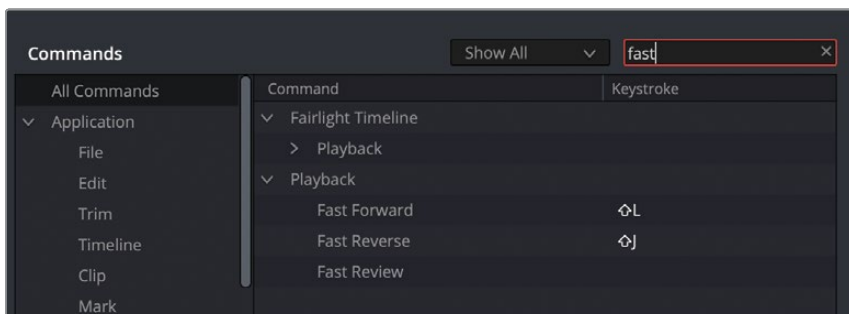 Commands
Show All
fast
All Commands
Command
Keystroke
Application
Fairlight Timeline
File
Playback
Edit
Playback
Trim
Fast Forward
⇧L
Timeline
Fast Reverse
⇧J
Clip
Fast Review
Mark